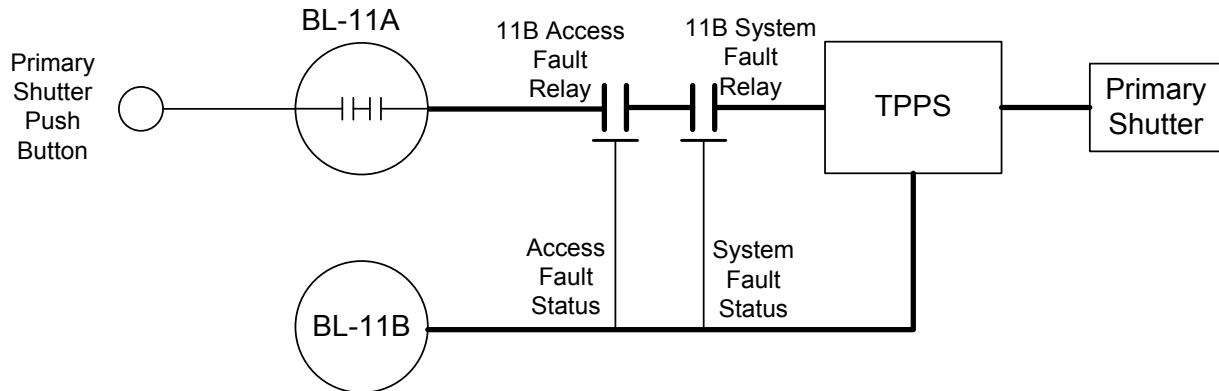 BL-11A
Primary
Shutter
Push
Button
11B Access
Fault
Relay
11B System
Fault
Relay
TPPS
Primary
Shutter
Access
Fault
Status
System
Fault
Status
BL-11B